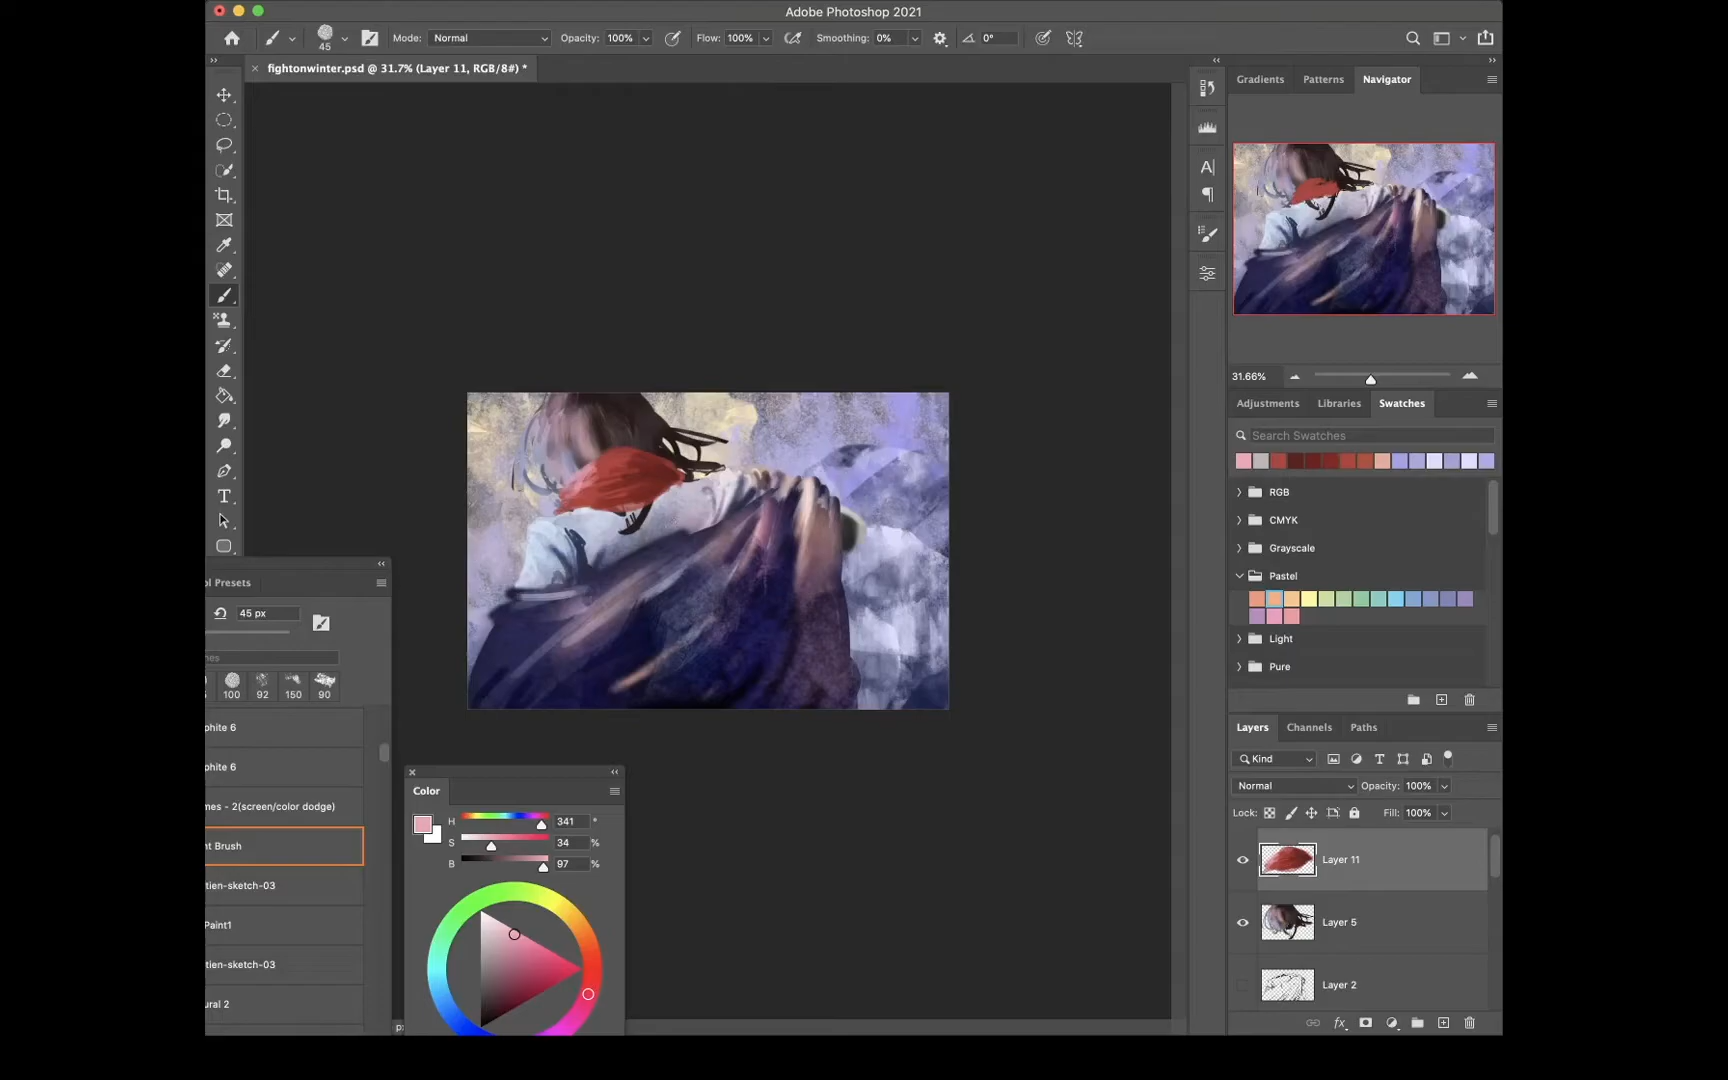 Adobe Photoshop 2021
45
Mode: Normal
Opacity: 100%
Flow: 100%
Smoothing: 0%
0°
fightonwinter.psd @ 31.7% (Layer 11, RGB/8#) *
Gradients
Patterns
Navigator
31.66%
Adjustments
Libraries
Swatches
Search Swatches
RGB
CMYK
Grayscale
Pastel
Light
Pure
Layers
Channels
Paths
Kind
Normal
Opacity: 100%
Lock:
Fill: 100%
Layer 11
Layer 5
Layer 2
fx
ol Presets
45 px
100
92
150
90
phite 6
phite 6
nes - 2(screen/color dodge)
nt Brush
tien-sketch-03
Paint1
tien-sketch-03
ural 2
Color
H 341 °
S 34 %
B 97 %